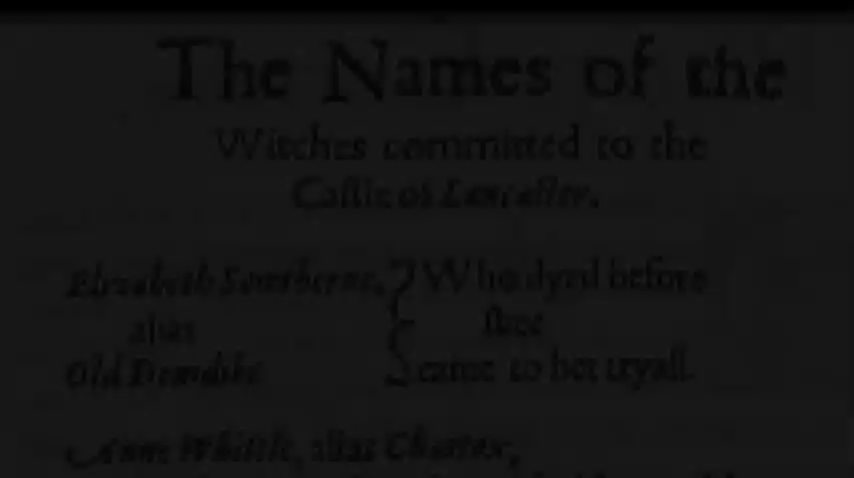 The Names of the
Witches committed to the
Castle of Lancaster.
Elizabeth Sowtherns. Who dyed before
alias shee
Old Demdike came to her tryall.
Anne Whittle, alias Chattox,